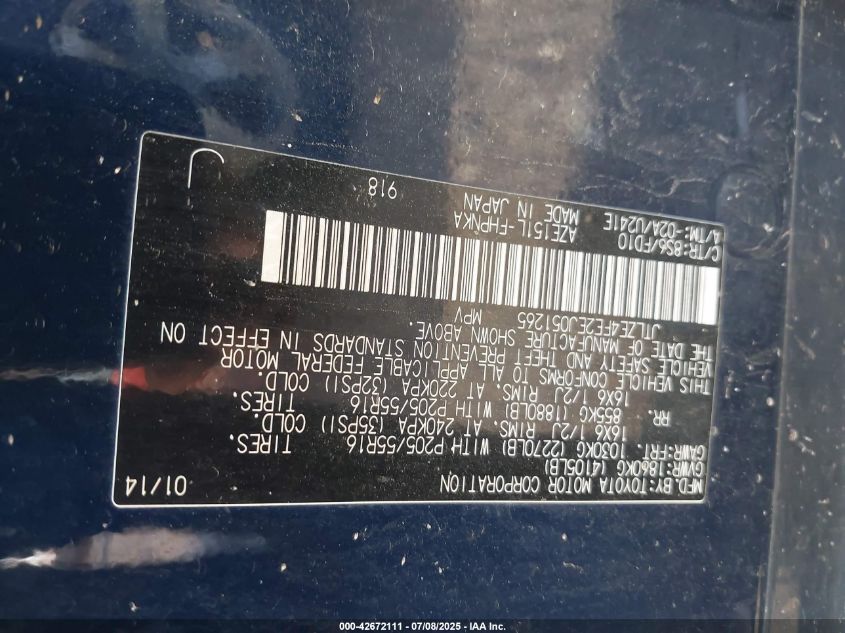 MFD.BY:TOYOTA MOTOR CORPORATION 01/14
GVWR:1860KG (4105LB)
GAWR:FRT. 1030KG (2270LB) WITH P205/55R16 TIRES.
16X6 1/2J RIMS. AT 240KPA (35PSI) COLD.
RR. 855KG (1880LB) WITH P205/55R16 TIRES.
16X6 1/2J RIMS. AT 220KPA (32PSI) COLD.
THIS VEHICLE CONFORMS TO ALL APPLICABLE FEDERAL MOTOR
VEHICLE SAFETY AND THEFT PREVENTION STANDARDS IN EFFECT ON
THE DATE OF MANUFACTURE SHOWN ABOVE.
JTLZE4FE2EJ051265 MPV
C/TR:8S6/FD10
A/TM:-02A/U241E
AZE151L-FHPNKA
MADE IN JAPAN
918
000-42672111 - 07/08/2025 - IAA Inc.